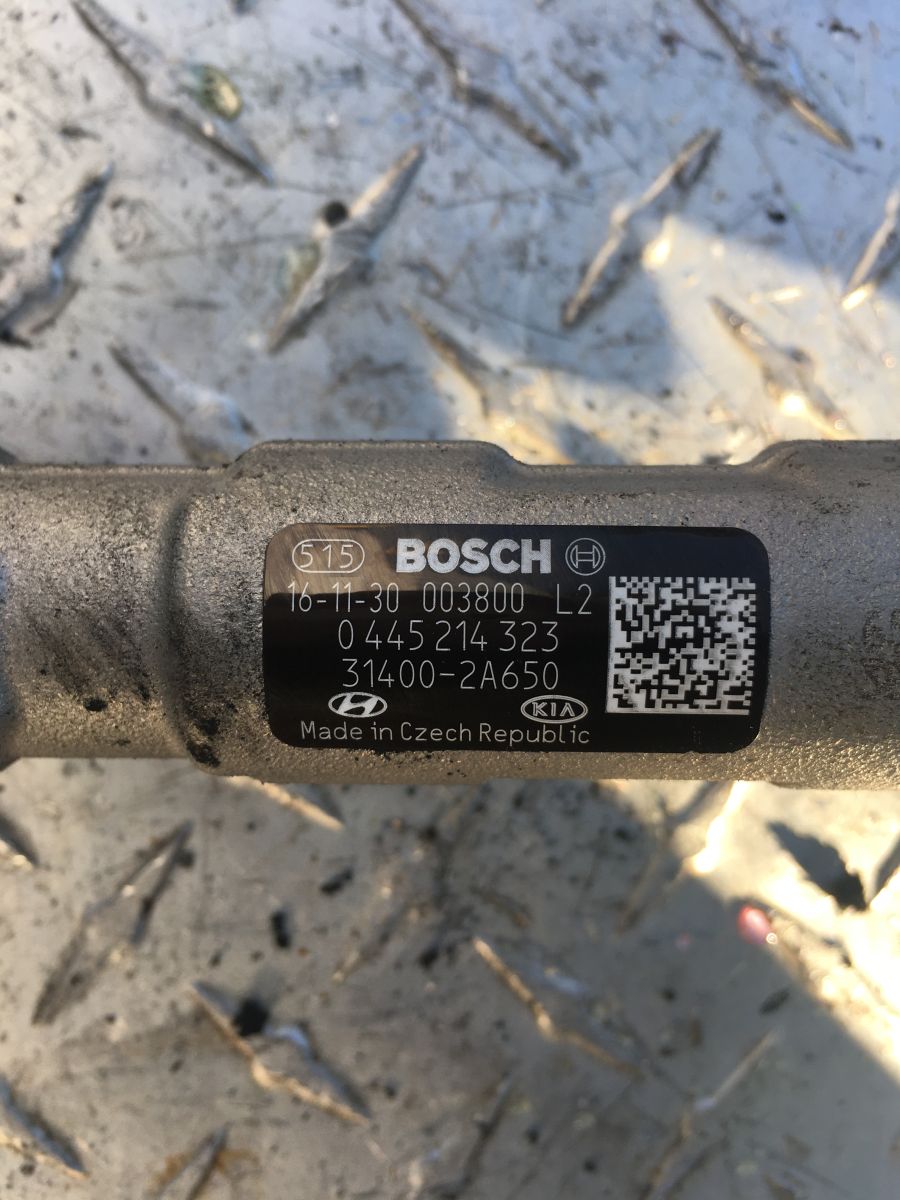 515 BOSCH
16-11-30 003800 L2
0 445 214 323
31400-2A650
KIA
Made in Czech Republic